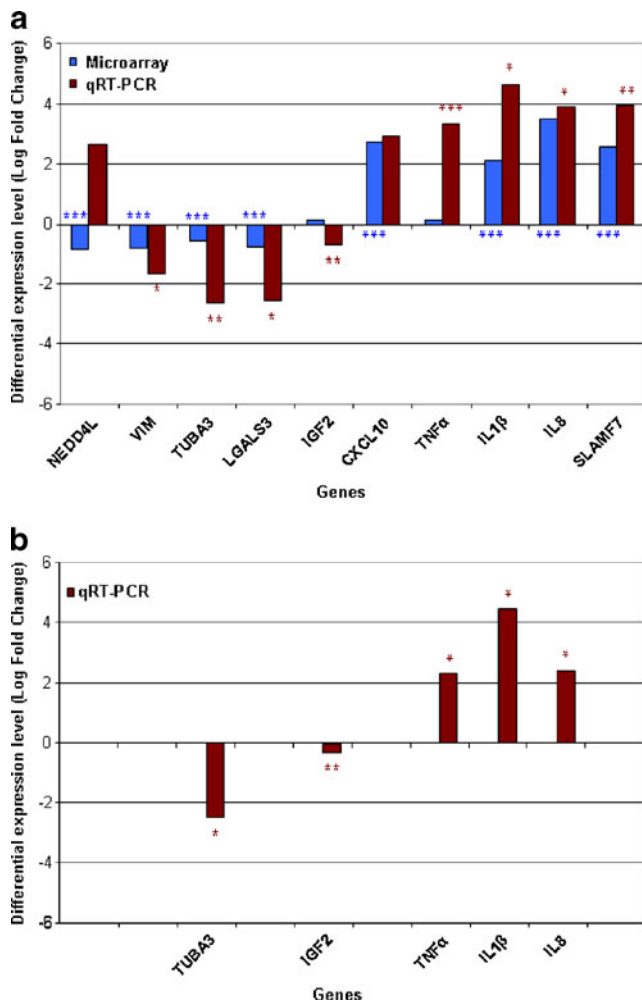 a
Differential expression level (Log Fold Change)
6
4
2
0
-2
-4
-6
Microarray
qRT-PCR
***
***
***
***
*
**
*
**
***
***
*
***
*
***
**
***
NEDD4L
VIM
TUBA3
LGALS3
IGF2
CXCL10
TNFα
IL1β
IL8
SLAMF7
Genes
b
Differential expression level (Log Fold Change)
6
4
2
0
-2
-4
-6
qRT-PCR
*
**
*
*
*
TUBA3
IGF2
TNFα
IL1β
IL8
Genes